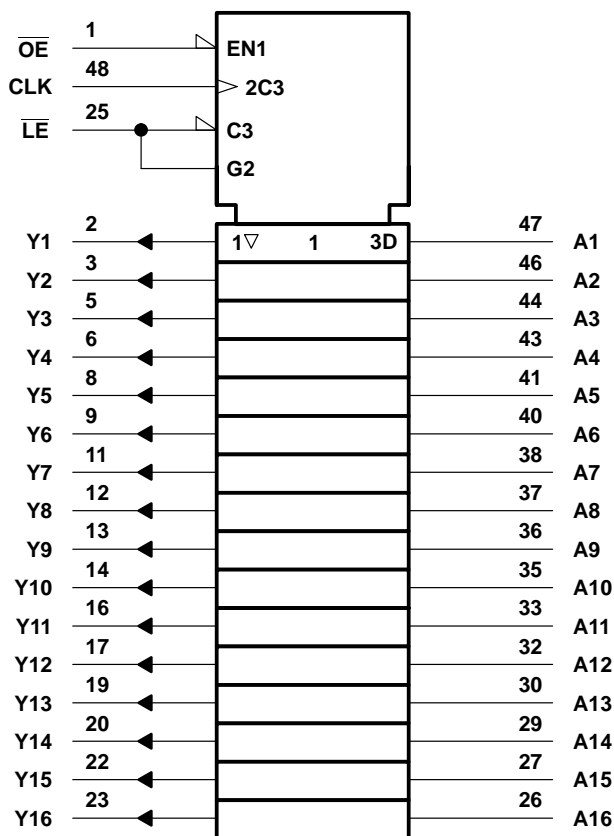 O̅E̅ 1 EN1
CLK 48 2C3
L̅E̅ 25 C3
G2
Y1 2 1▽ 1 3D 47 A1
Y2 3 46 A2
Y3 5 44 A3
Y4 6 43 A4
Y5 8 41 A5
Y6 9 40 A6
Y7 11 38 A7
Y8 12 37 A8
Y9 13 36 A9
Y10 14 35 A10
Y11 16 33 A11
Y12 17 32 A12
Y13 19 30 A13
Y14 20 29 A14
Y15 22 27 A15
Y16 23 26 A16